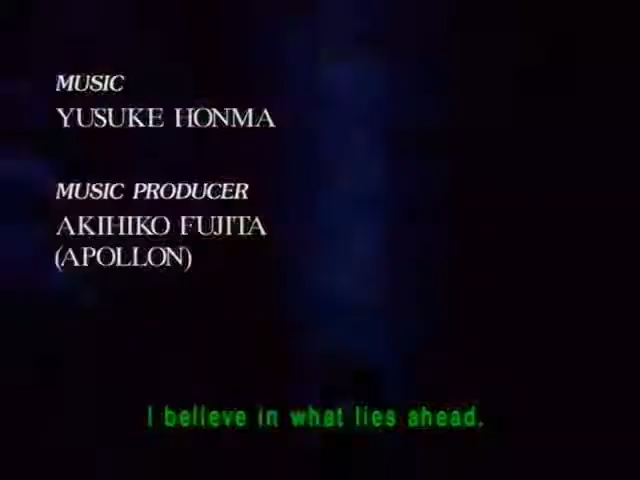 MUSIC
YUSUKE HONMA
MUSIC PRODUCER
AKIHIKO FUJITA
(APOLLON)
I believe in what lies ahead.